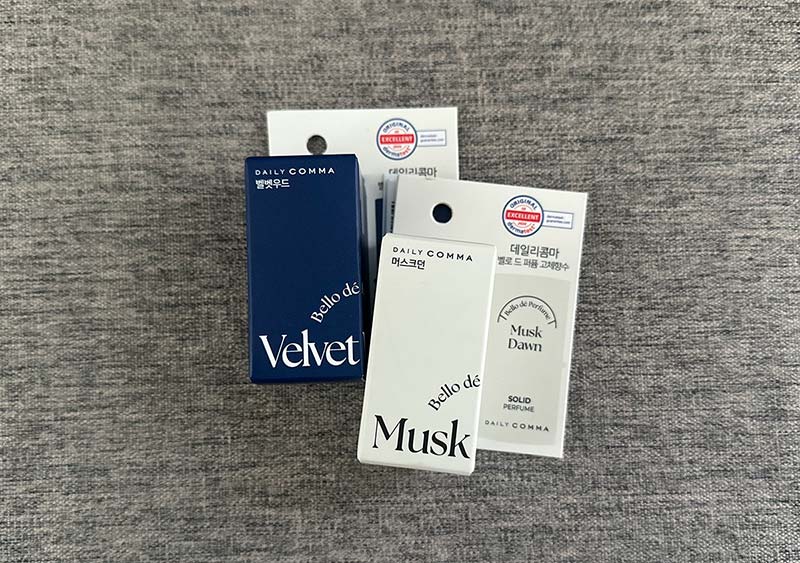 DAILY COMMA
벨벳우드
Bello dé
Velvet
ORIGINAL
EXCELLENT
dermatest
데일리콤마
DAILY COMMA
머스크던
Bello dé
Musk
ORIGINAL
EXCELLENT
dermatest
데일리콤마
벨로 드 퍼퓸 고체향수
Bello dé Perfume
Musk
Dawn
SOLID
PERFUME
DAILY COMMA